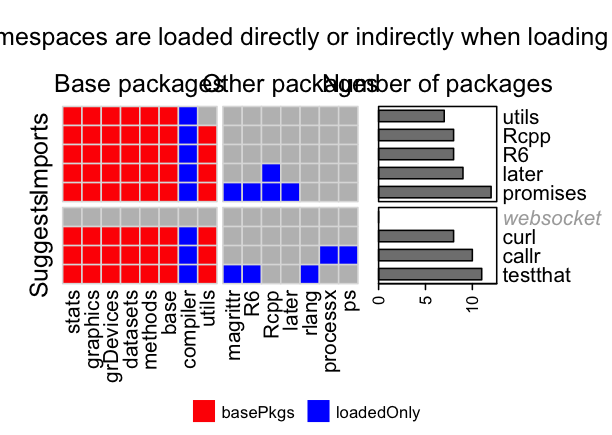 mespaces are loaded directly or indirectly when loading
Base packages Other packages Number of packages
Imports
Suggests
utils
Rcpp
R6
later
promises
websocket
curl
callr
testthat
0 5 10
stats
graphics
grDevices
datasets
methods
base
compiler
utils
magrittr
R6
Rcpp
later
rlang
processx
ps
basePkgs loadedOnly